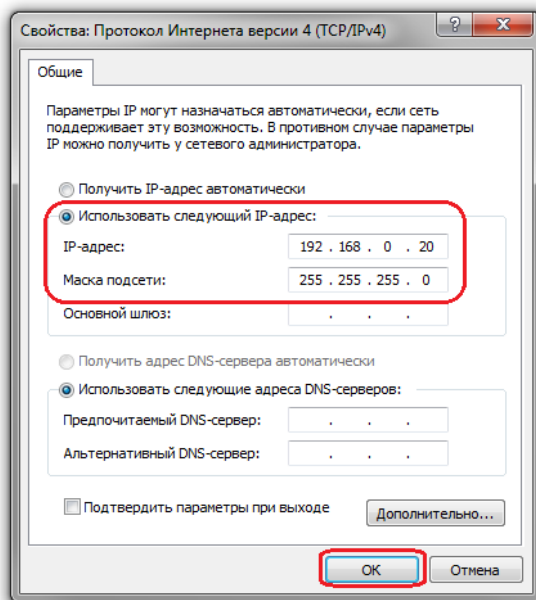 Свойства: Протокол Интернета версии 4 (TCP/IPv4)
Общие
Параметры IP могут назначаться автоматически, если сеть
поддерживает эту возможность. В противном случае параметры
IP можно получить у сетевого администратора.
Получить IP-адрес автоматически
Использовать следующий IP-адрес:
IP-адрес: 192 . 168 . 0 . 20
Маска подсети: 255 . 255 . 255 . 0
Основной шлюз: . . .
Получить адрес DNS-сервера автоматически
Использовать следующие адреса DNS-серверов:
Предпочитаемый DNS-сервер: . . .
Альтернативный DNS-сервер: . . .
Подтвердить параметры при выходе
Дополнительно...
ОК Отмена